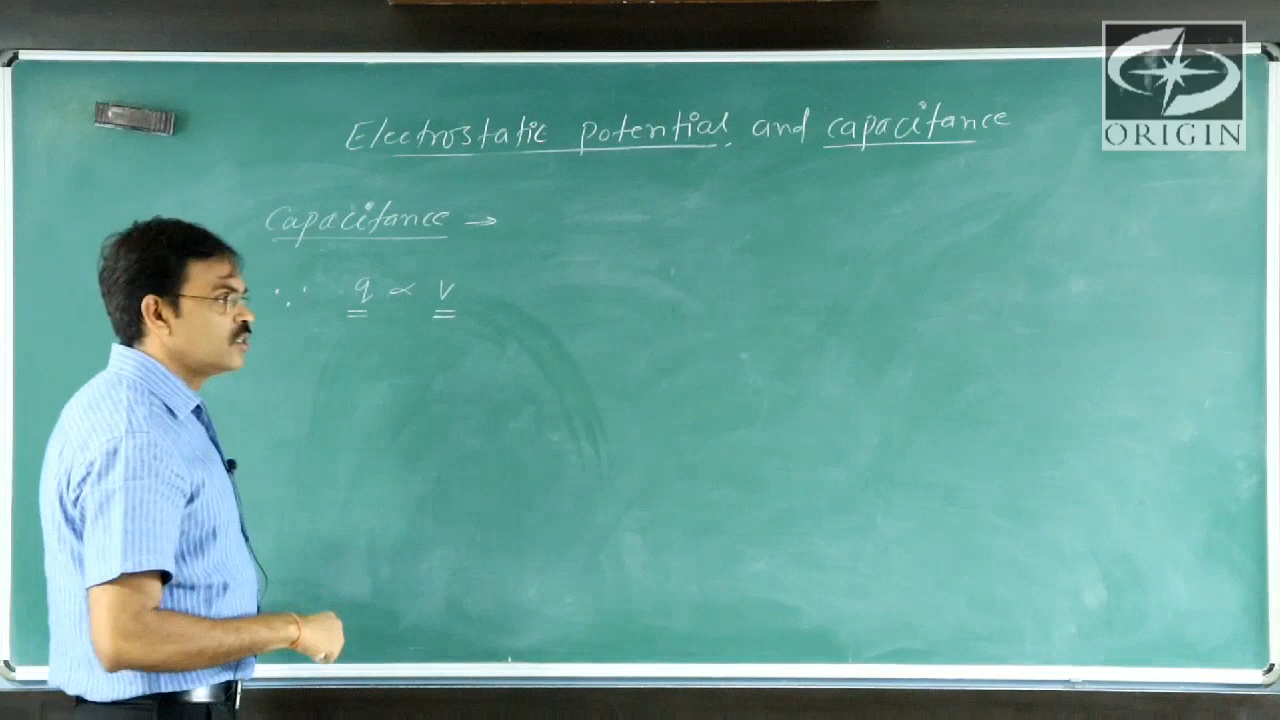 ORIGIN
Electrostatic potential and capacitance
Capacitance →
∵ q ∝ v